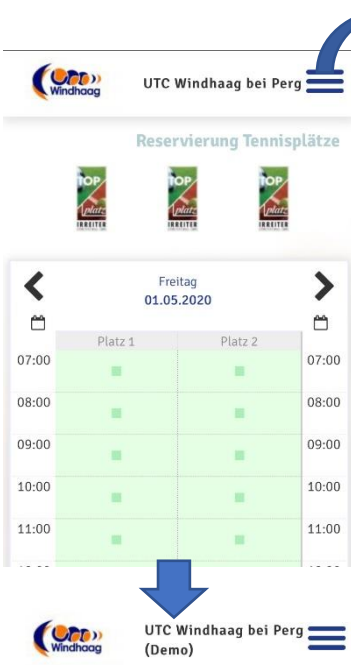 UTC
Windhaag
UTC Windhaag bei Perg
Reservierung Tennisplätze
TOP TOP TOP
platz platz platz
Freitag
01.05.2020
Platz 1 Platz 2
07:00 07:00
08:00 08:00
09:00 09:00
10:00 10:00
11:00 11:00
UTC
Windhaag
UTC Windhaag bei Perg
(Demo)